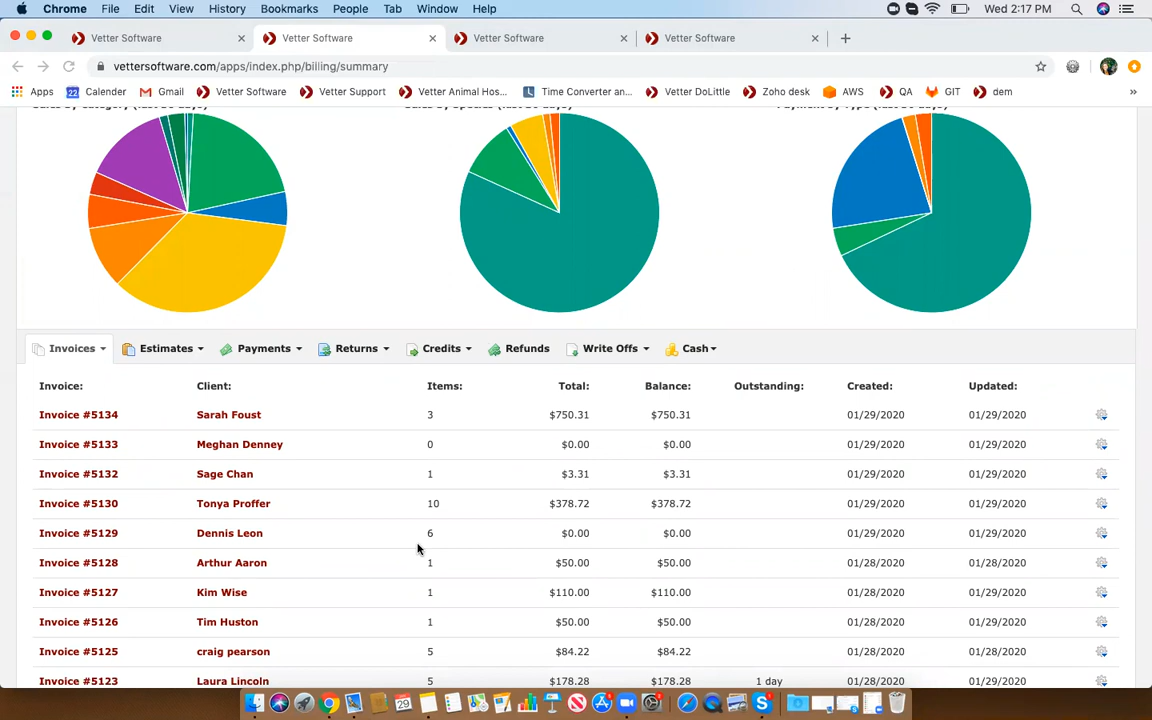 Chrome File Edit View History Bookmarks People Tab Window Help Wed 2:17 PM
Vetter Software Vetter Software Vetter Software Vetter Software
vettersoftware.com/apps/index.php/billing/summary
Apps Calender Gmail Vetter Software Vetter Support Vetter Animal Hos... Time Converter an... Vetter DoLittle Zoho desk AWS QA GIT dem
Invoices Estimates Payments Returns Credits Refunds Write Offs Cash
Invoice: Client: Items: Total: Balance: Outstanding: Created: Updated:
Invoice #5134 Sarah Foust 3 $750.31 $750.31 01/29/2020 01/29/2020
Invoice #5133 Meghan Denney 0 $0.00 $0.00 01/29/2020 01/29/2020
Invoice #5132 Sage Chan 1 $3.31 $3.31 01/29/2020 01/29/2020
Invoice #5130 Tonya Proffer 10 $378.72 $378.72 01/29/2020 01/29/2020
Invoice #5129 Dennis Leon 6 $0.00 $0.00 01/29/2020 01/29/2020
Invoice #5128 Arthur Aaron 1 $50.00 $50.00 01/28/2020 01/28/2020
Invoice #5127 Kim Wise 1 $110.00 $110.00 01/28/2020 01/29/2020
Invoice #5126 Tim Huston 1 $50.00 $50.00 01/28/2020 01/29/2020
Invoice #5125 craig pearson 5 $84.22 $84.22 01/28/2020 01/28/2020
Invoice #5123 Laura Lincoln 5 $178.28 $178.28 1 day 01/28/2020 01/28/2020